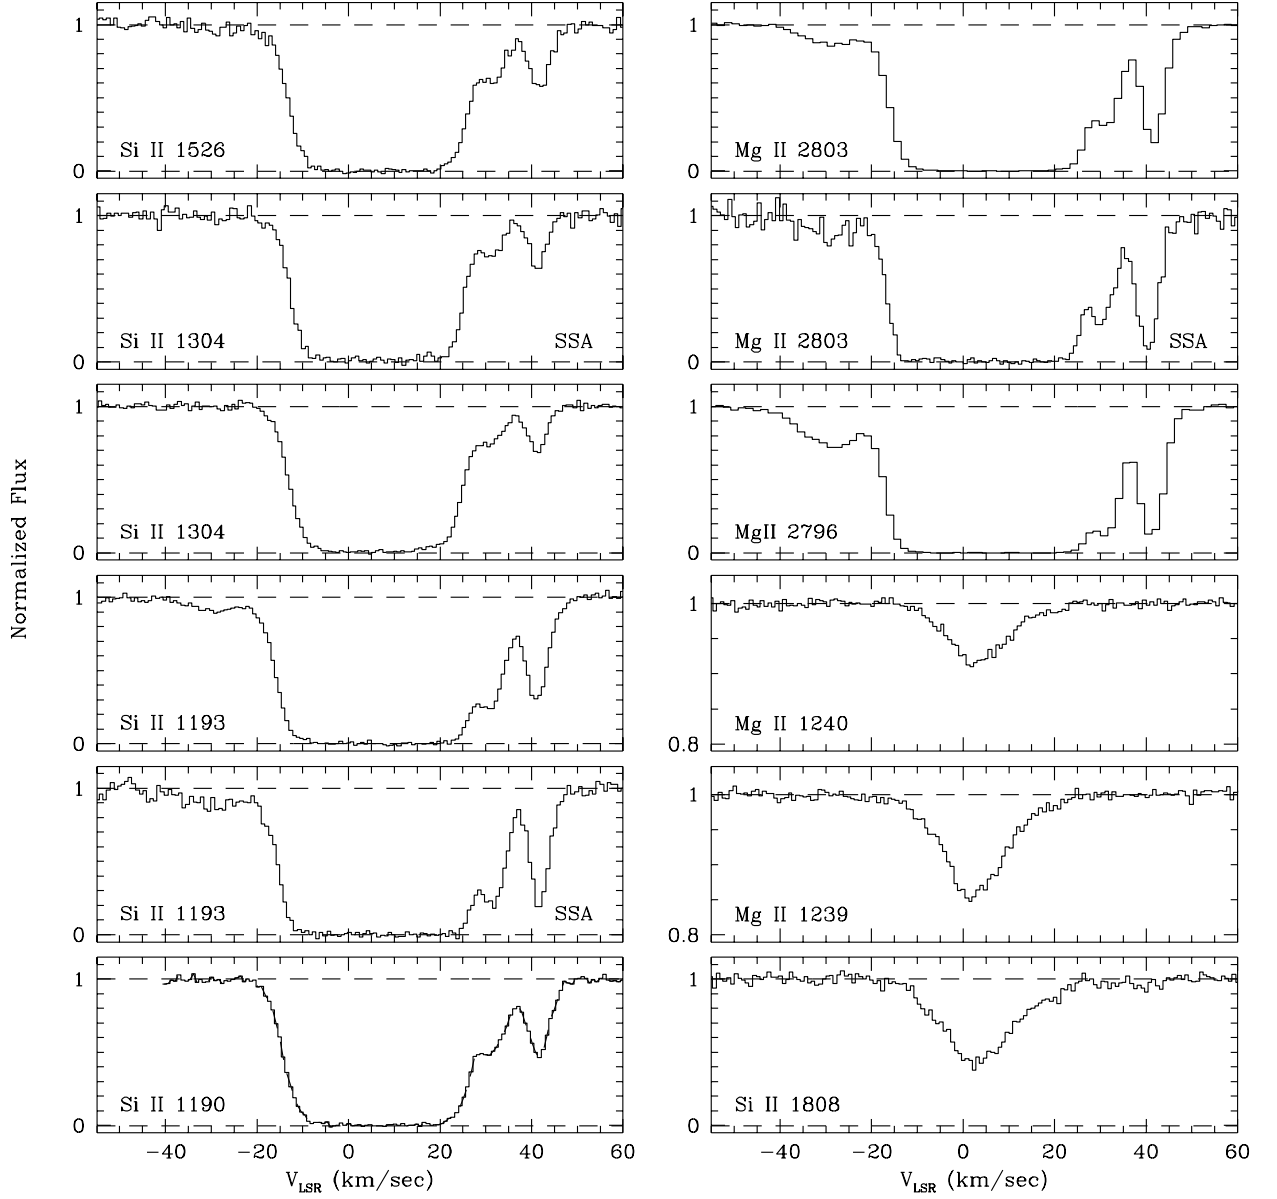 Normalized Flux
1
Si II 1526
0
1
Si II 1304 SSA
0
1
Si II 1304
0
1
Si II 1193
0
1
Si II 1193 SSA
0
1
Si II 1190
0
−40 −20 0 20 40 60
VLSR (km/sec)
1
Mg II 2803
0
1
Mg II 2803 SSA
0
1
MgII 2796
0
1
Mg II 1240
0.8
1
Mg II 1239
0.8
1
Si II 1808
0
−40 −20 0 20 40 60
VLSR (km/sec)